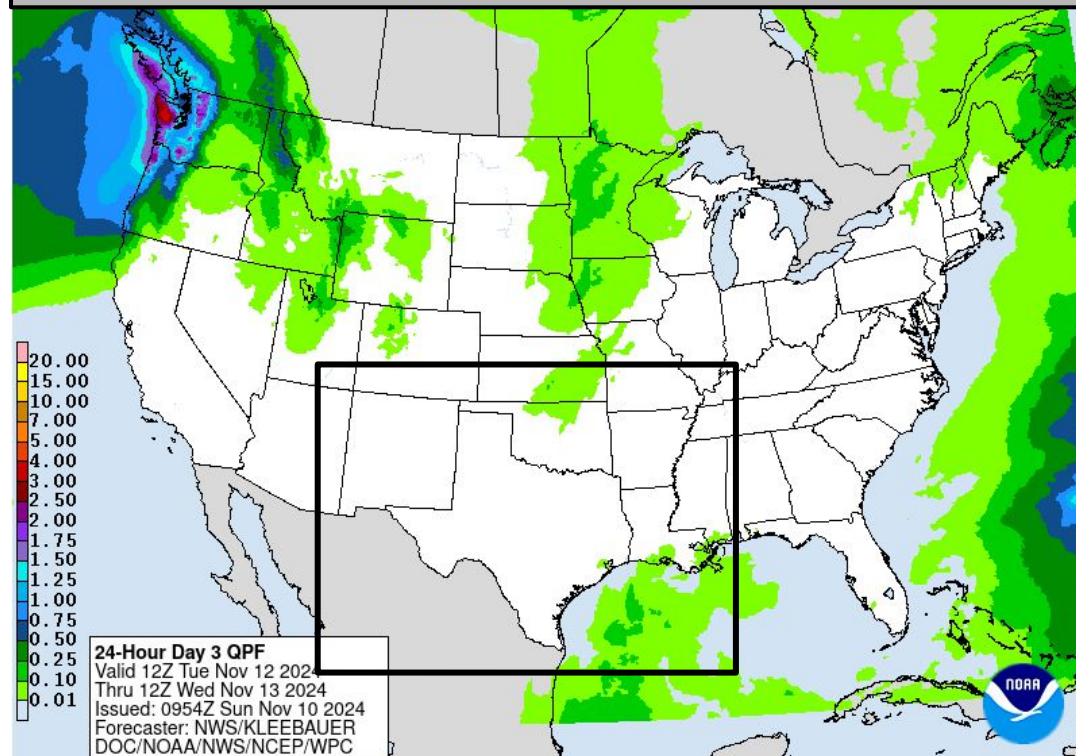 20.00
15.00
10.00
7.00
5.00
4.00
3.00
2.50
2.00
1.75
1.50
1.25
1.00
0.75
0.50
0.25
0.10
0.01
24-Hour Day 3 QPF
Valid 12Z Tue Nov 12 2024
Thru 12Z Wed Nov 13 2024
Issued: 0954Z Sun Nov 10 2024
Forecaster: NWS/KLEEBAUER
DOC/NOAA/NWS/NCEP/WPC
NOAA